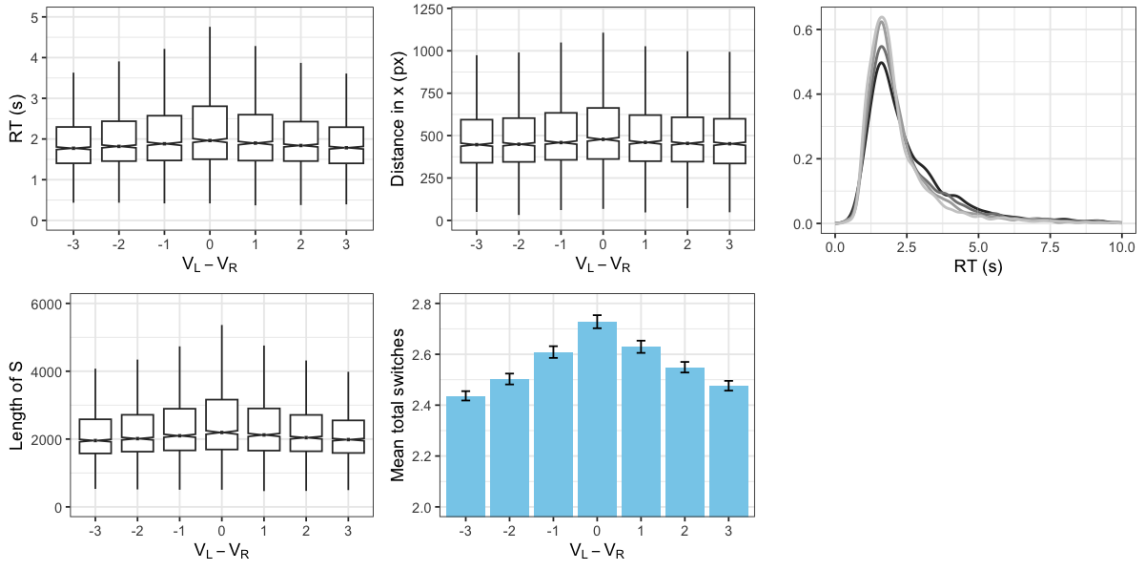 RT (s)
5
4
3
2
1
0
-3 -2 -1 0 1 2 3
V_L – V_R
Distance in x (px)
1250
1000
750
500
250
0
-3 -2 -1 0 1 2 3
V_L – V_R
0.6
0.4
0.2
0.0
0.0 2.5 5.0 7.5 10.0
RT (s)
Length of S
6000
4000
2000
0
-3 -2 -1 0 1 2 3
V_L – V_R
Mean total switches
2.8
2.6
2.4
2.2
2.0
-3 -2 -1 0 1 2 3
V_L – V_R